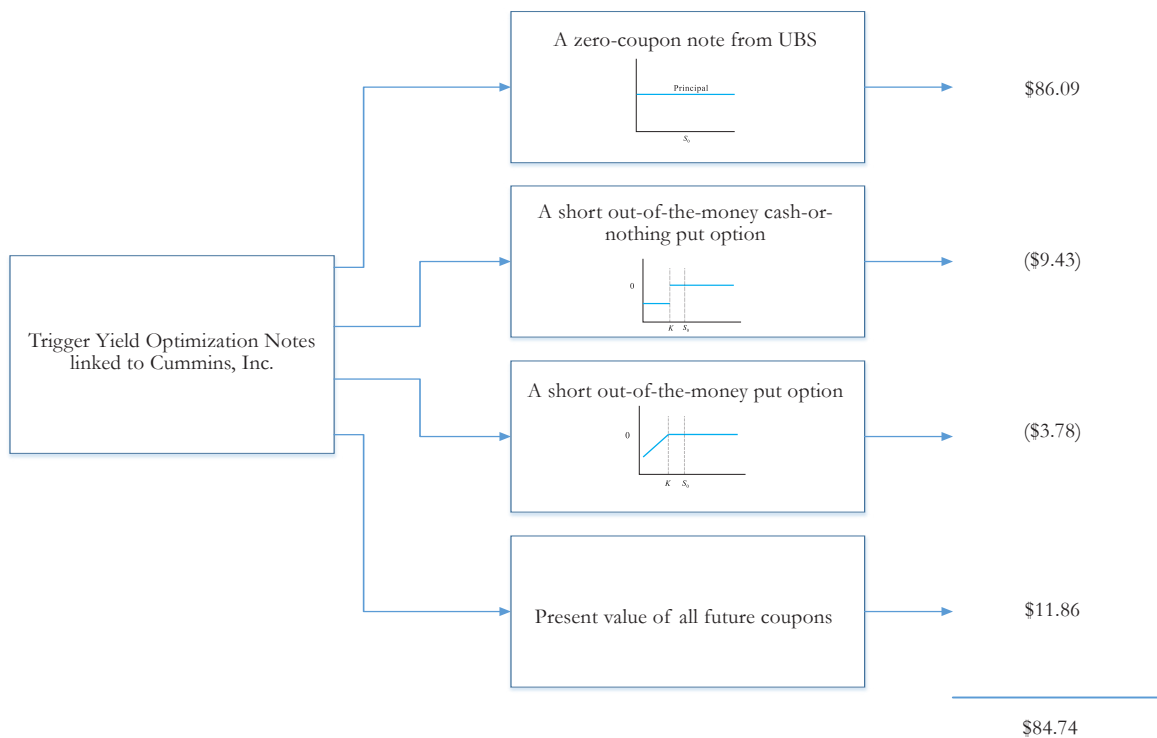 A zero-coupon note from UBS
Principal
S0
$86.09
A short out-of-the-money cash-or-
nothing put option
0
K
S0
($9.43)
Trigger Yield Optimization Notes
linked to Cummins, Inc.
A short out-of-the-money put option
0
K
S0
($3.78)
Present value of all future coupons
$11.86
$84.74